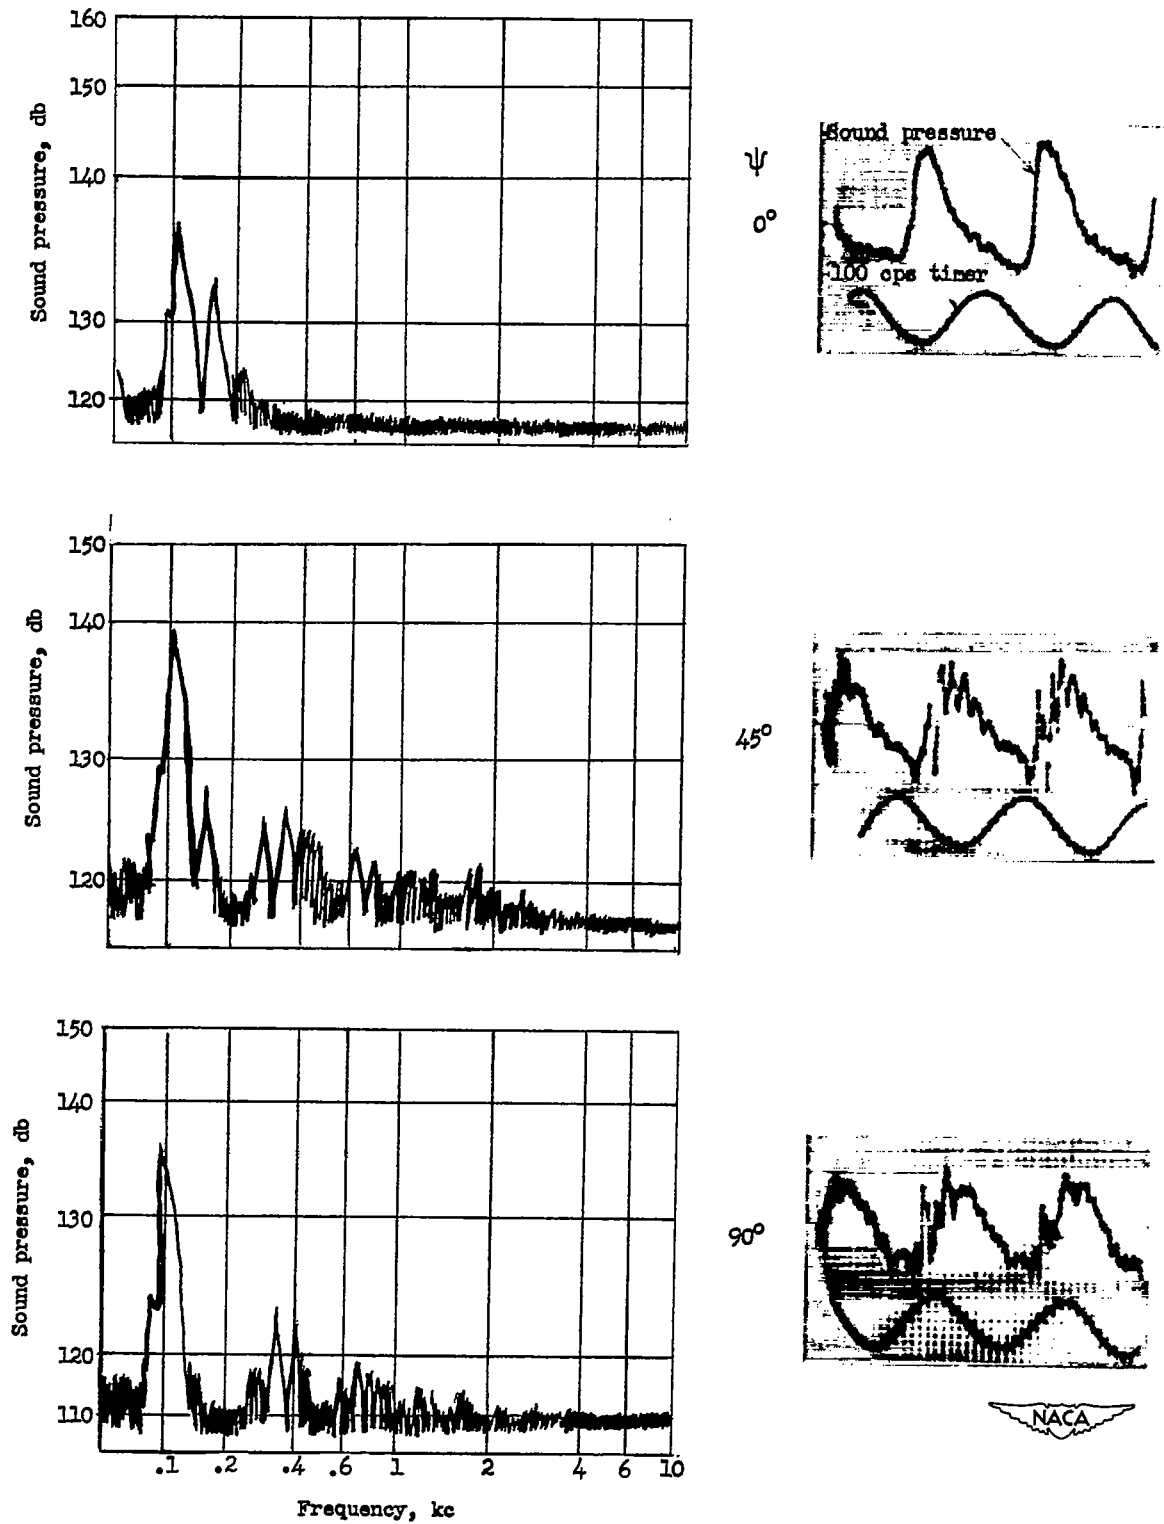 160
150
140
130
120
Sound pressure, db
ψ
0°
Sound pressure
100 cps timer
150
140
130
120
Sound pressure, db
45°
150
140
130
120
110
Sound pressure, db
90°
.1 .2 .4 .6 1 2 4 6 10
Frequency, kc
NACA